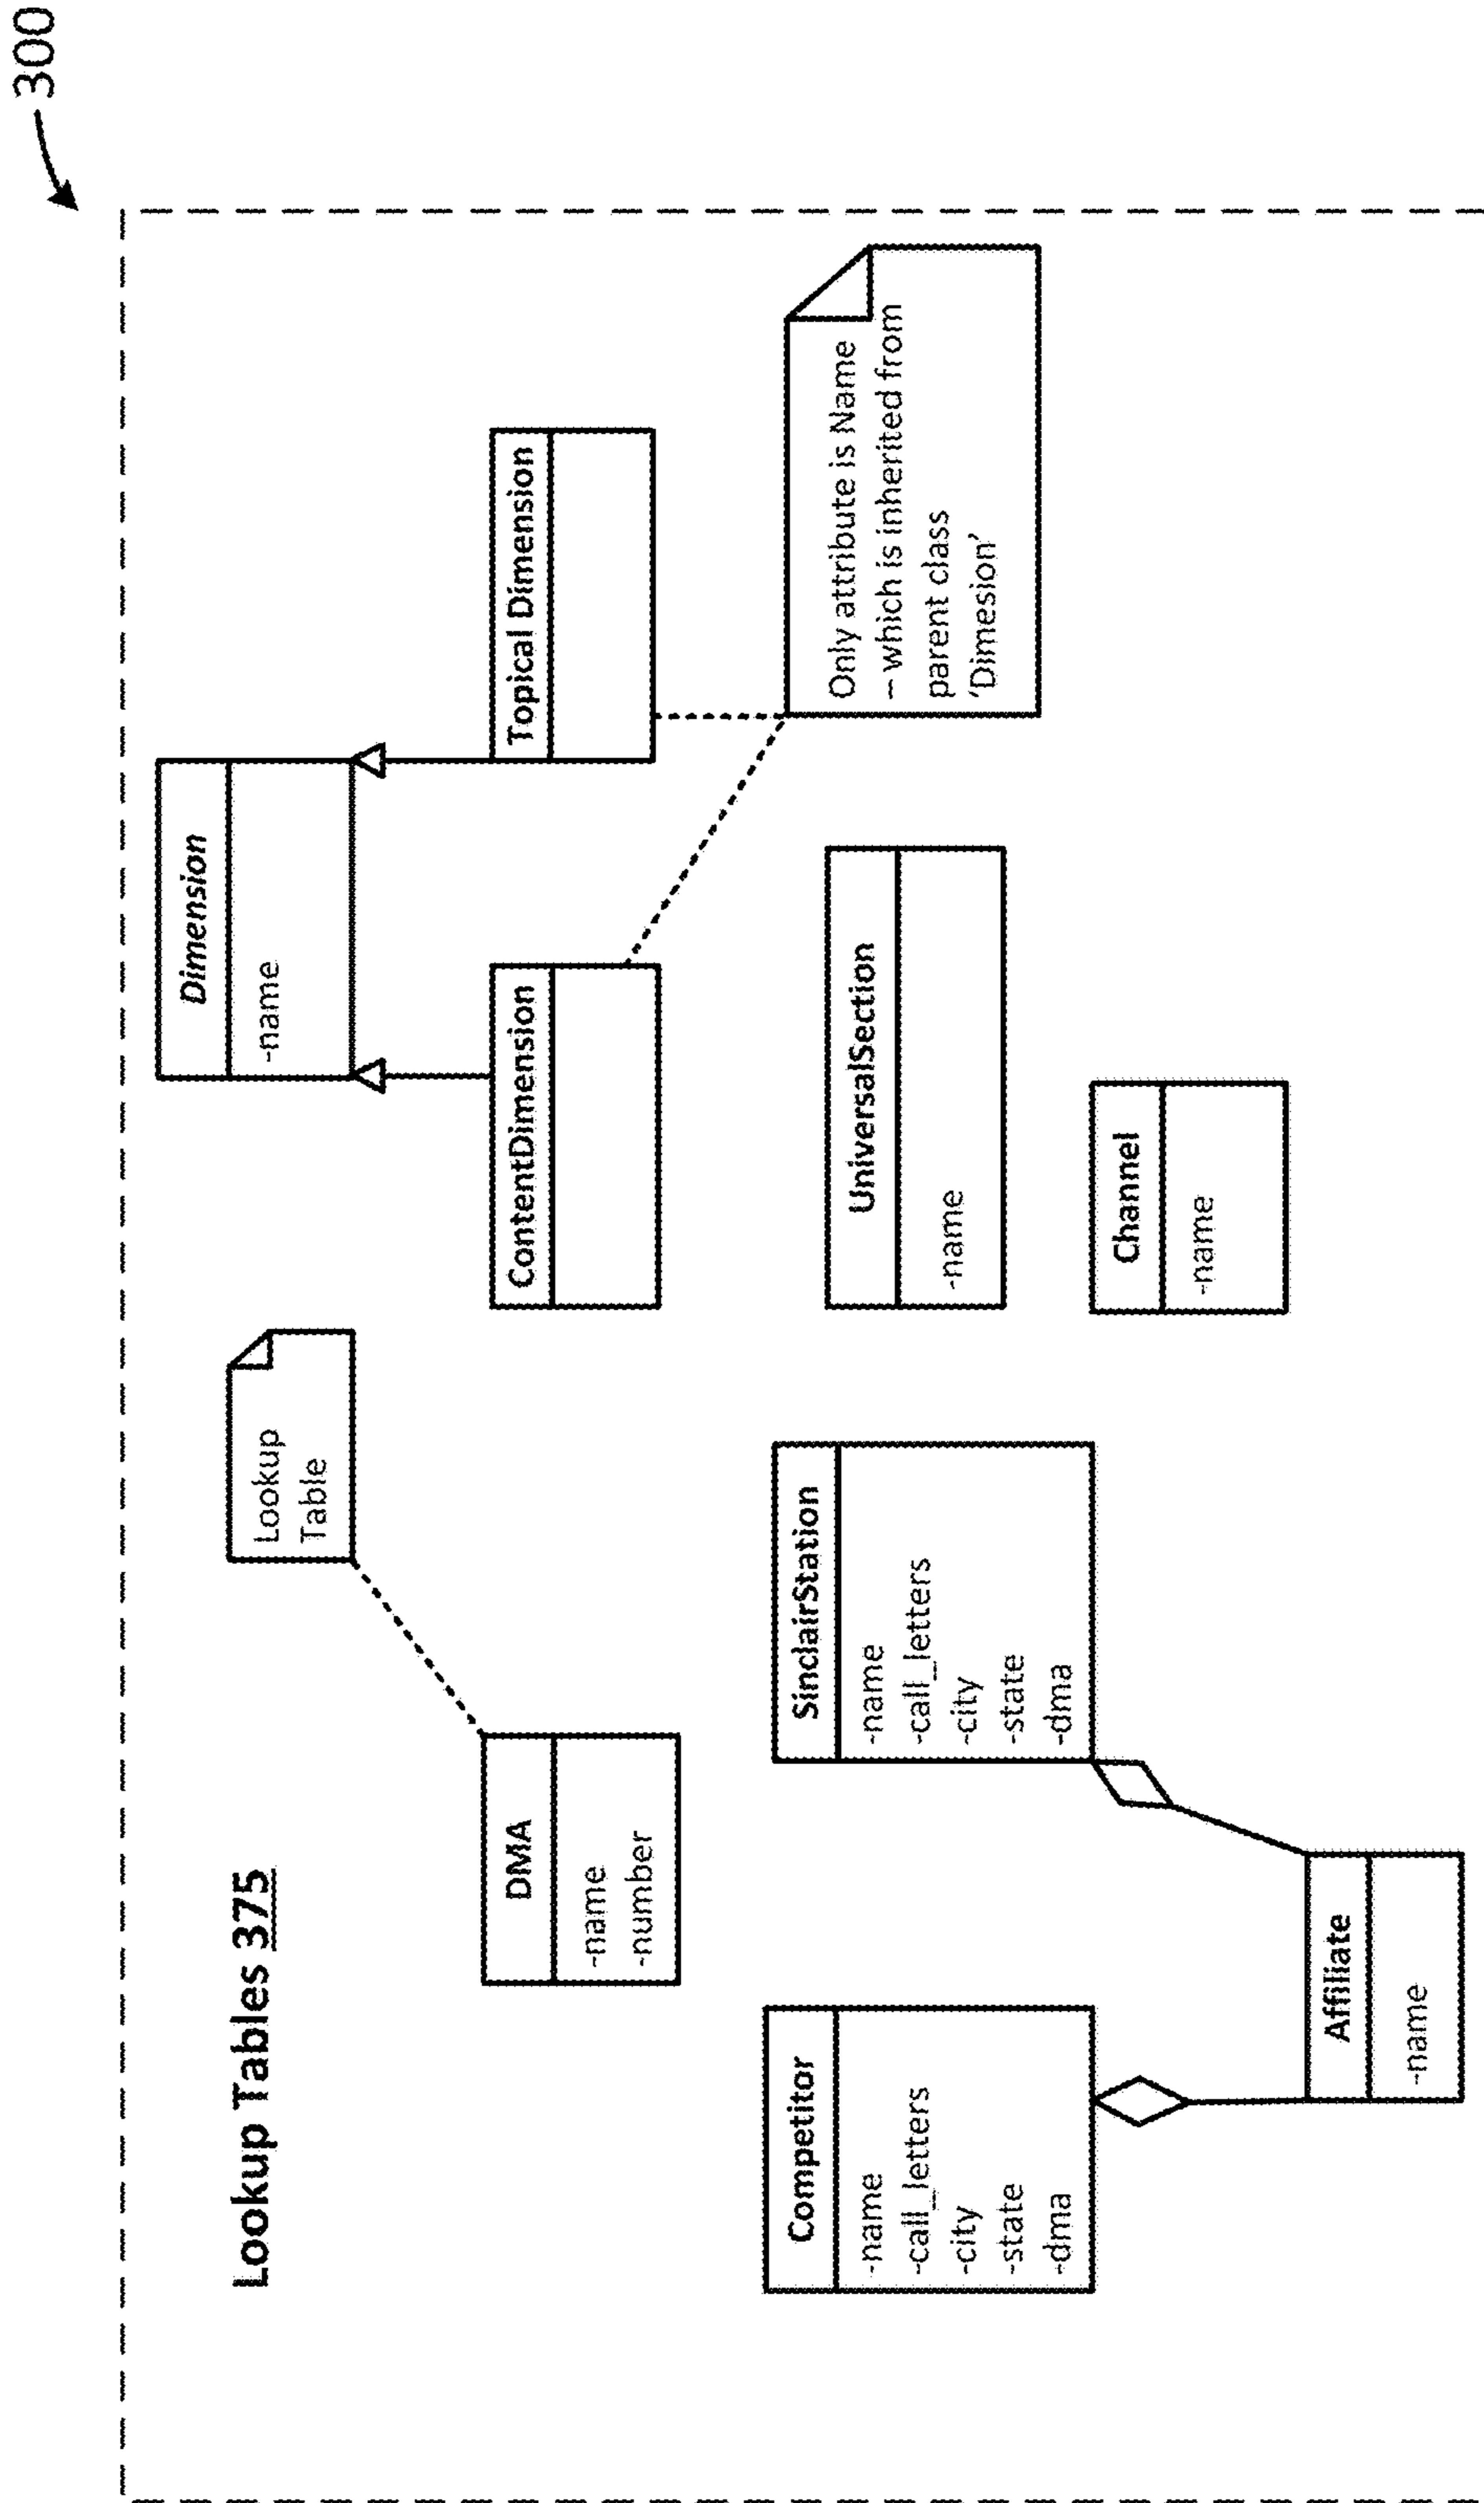 300
Lookup Tables 375
Lookup
Table
Dimension
-name
DMA
-name
-number
ContentDimension
Topical Dimension
Competitor
-name
-call_letters
-city
-state
-dma
SinclairStation
-name
-call_letters
-city
-state
-dma
UniversalSection
-name
Only attribute is Name
– which is inherited from
parent class
‘Dimesion’
Channel
-name
Affiliate
-name